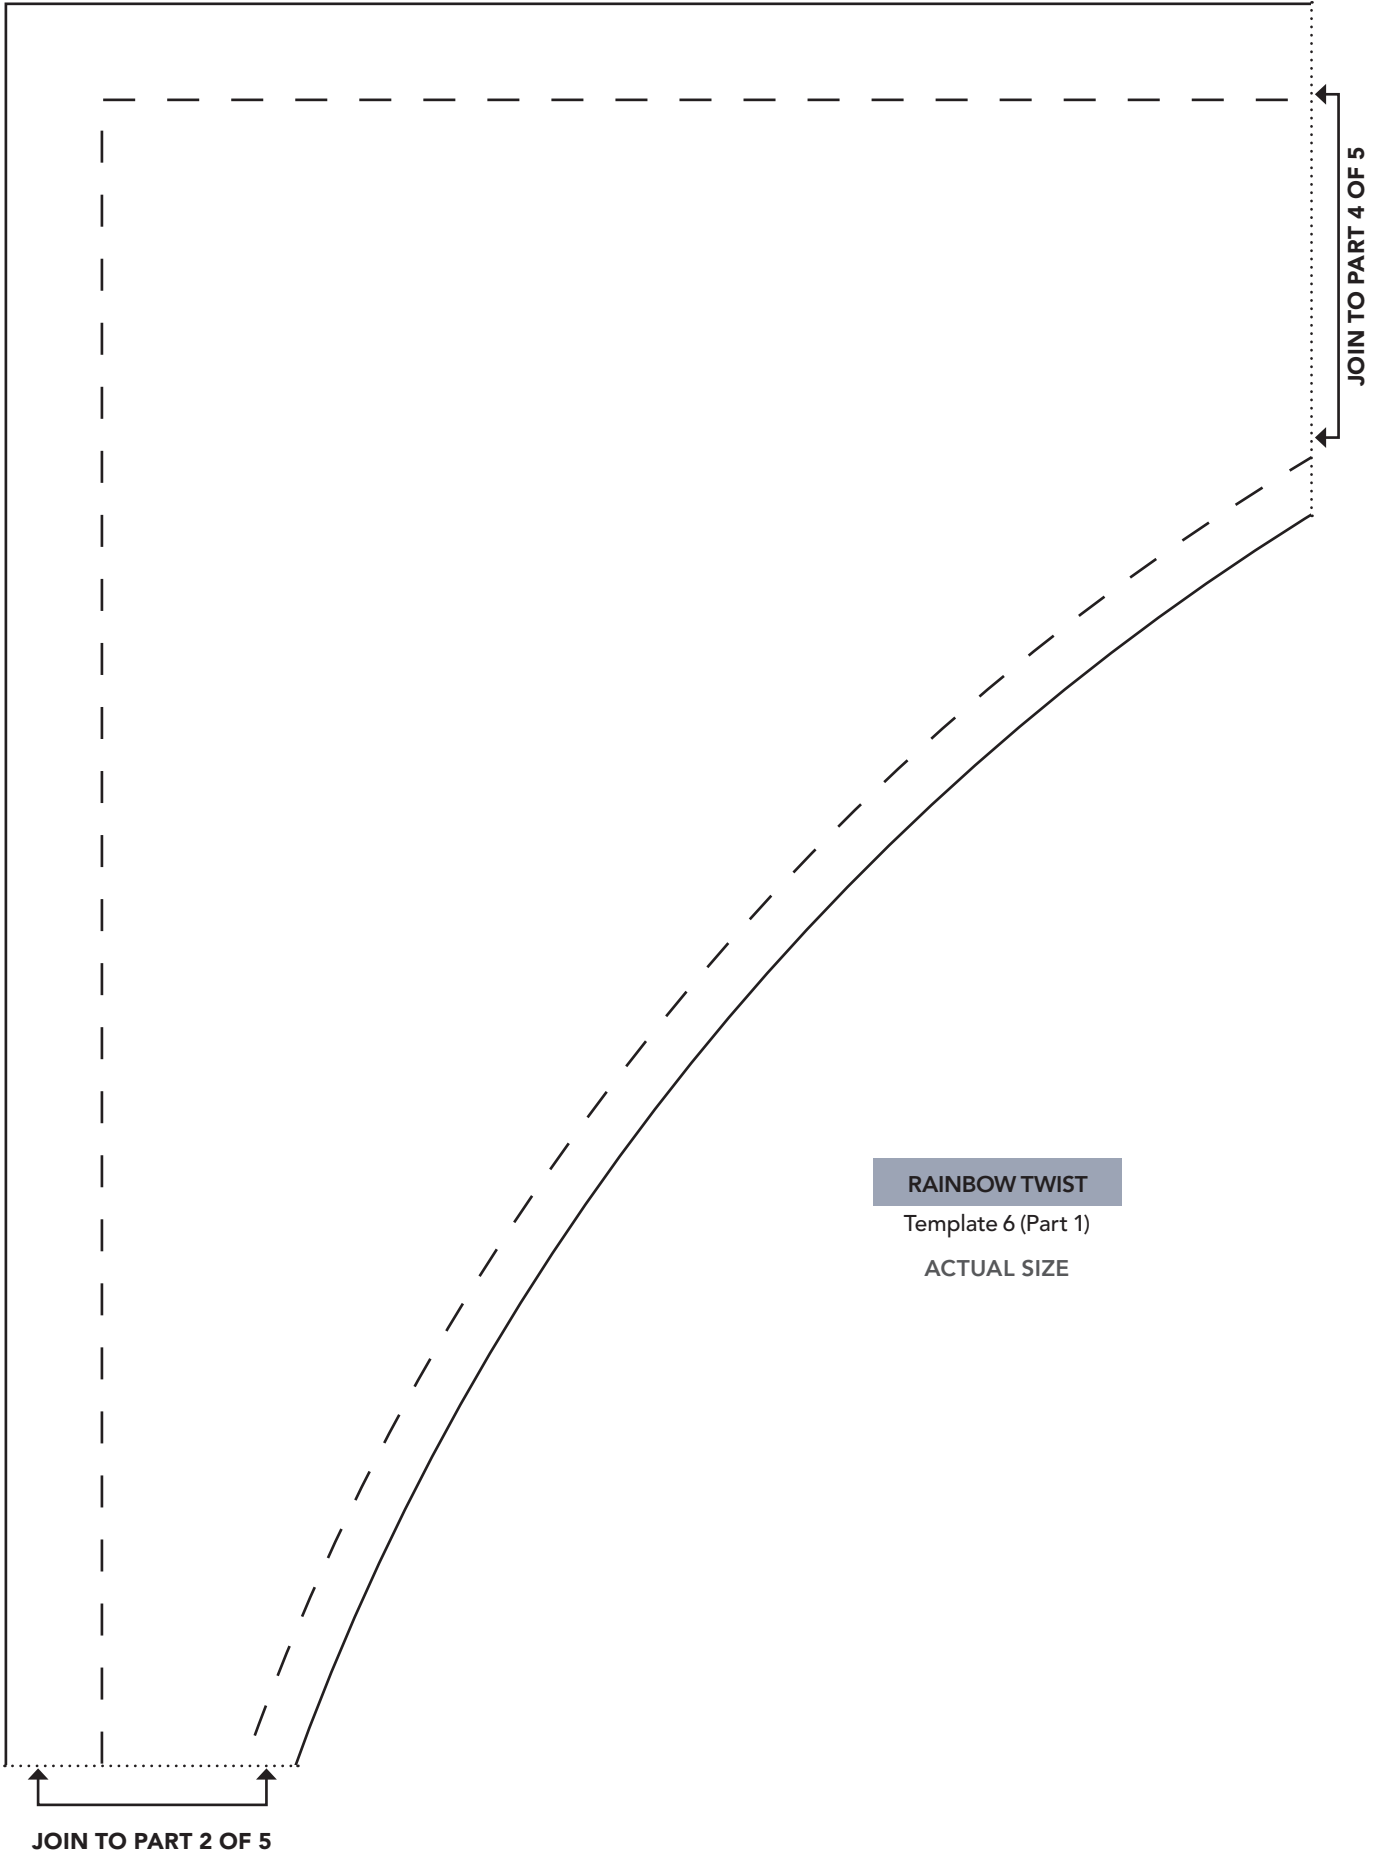 JOIN TO PART 4 OF 5
RAINBOW TWIST
Template 6 (Part 1)
ACTUAL SIZE
JOIN TO PART 2 OF 5